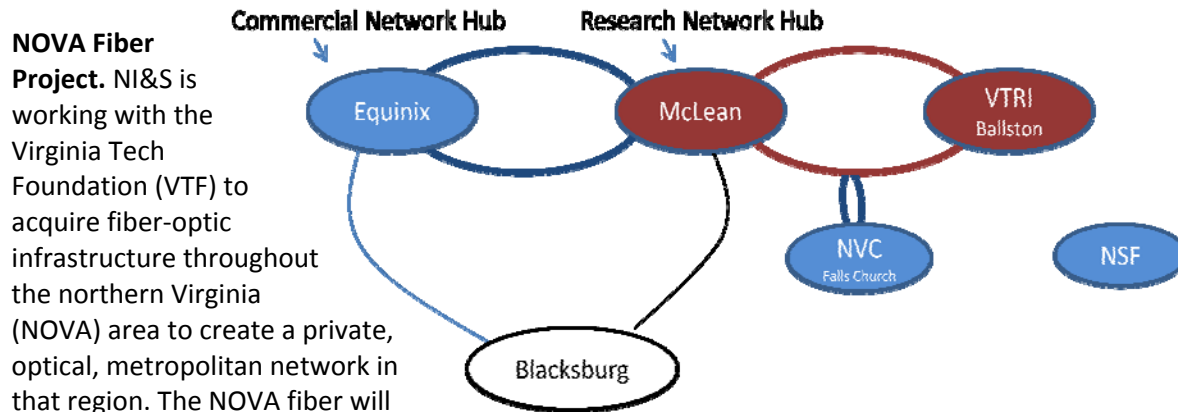 Commercial Network Hub
Research Network Hub
NOVA Fiber
Project. NI&S is
working with the
Virginia Tech
Foundation (VTF) to
acquire fiber-optic
infrastructure throughout
the northern Virginia
(NOVA) area to create a private,
optical, metropolitan network in
that region. The NOVA fiber will
Equinix
McLean
VTRI
Ballston
NVC
Falls Church
NSF
Blacksburg